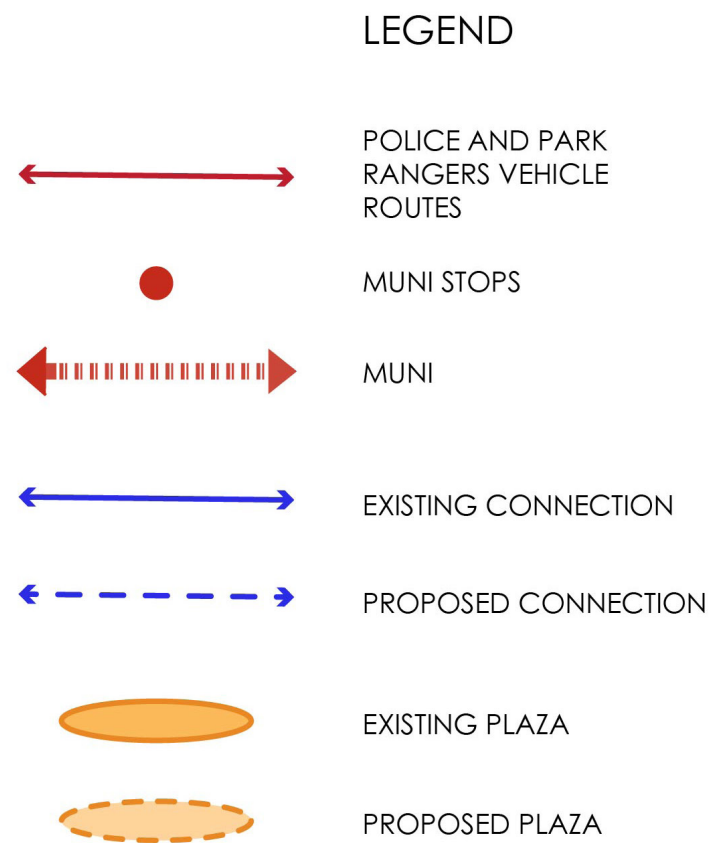 LEGEND
POLICE AND PARK
RANGERS VEHICLE
ROUTES
MUNI STOPS
MUNI
EXISTING CONNECTION
PROPOSED CONNECTION
EXISTING PLAZA
PROPOSED PLAZA